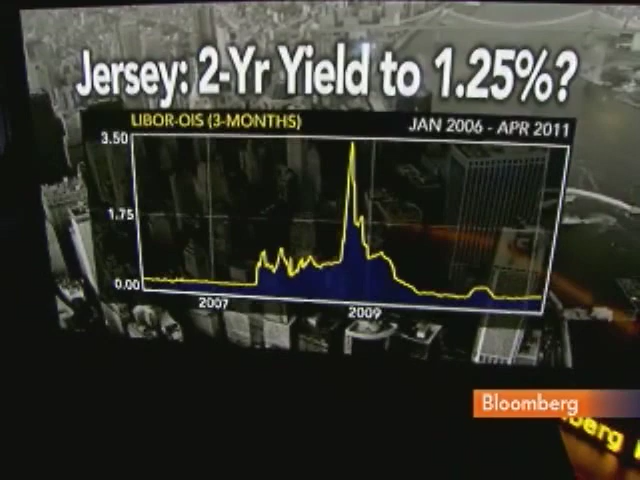 Jersey: 2-Yr Yield to 1.25%?
LIBOR-OIS (3-MONTHS) JAN 2006 - APR 2011
3.50
1.75
0.00
2007 2009
Bloomberg
berg